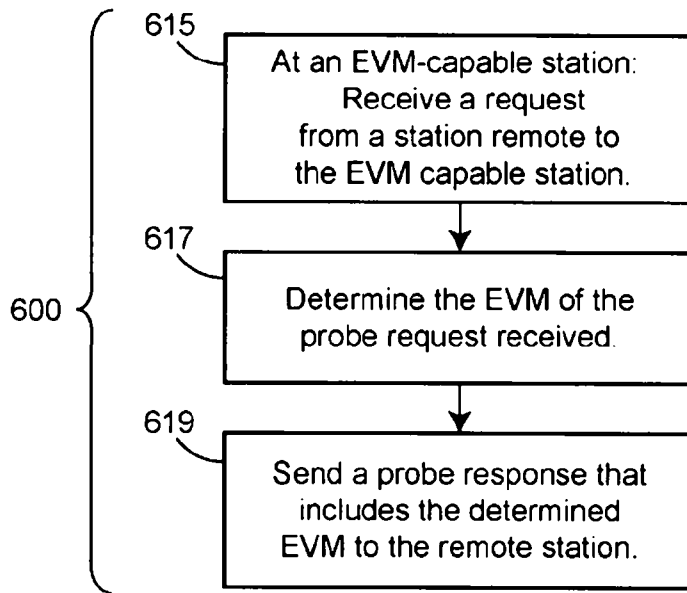 615
At an EVM-capable station:
Receive a request
from a station remote to
the EVM capable station.
617
600
Determine the EVM of the
probe request received.
619
Send a probe response that
includes the determined
EVM to the remote station.